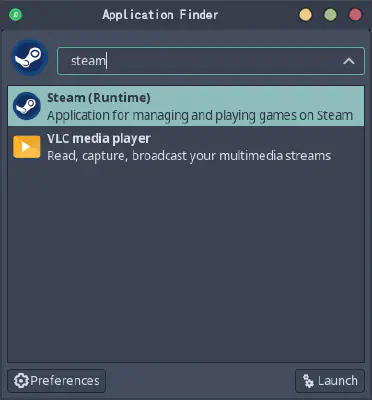 Application Finder
steam
Steam (Runtime)
Application for managing and playing games on Steam
VLC media player
Read, capture, broadcast your multimedia streams
Preferences
Launch